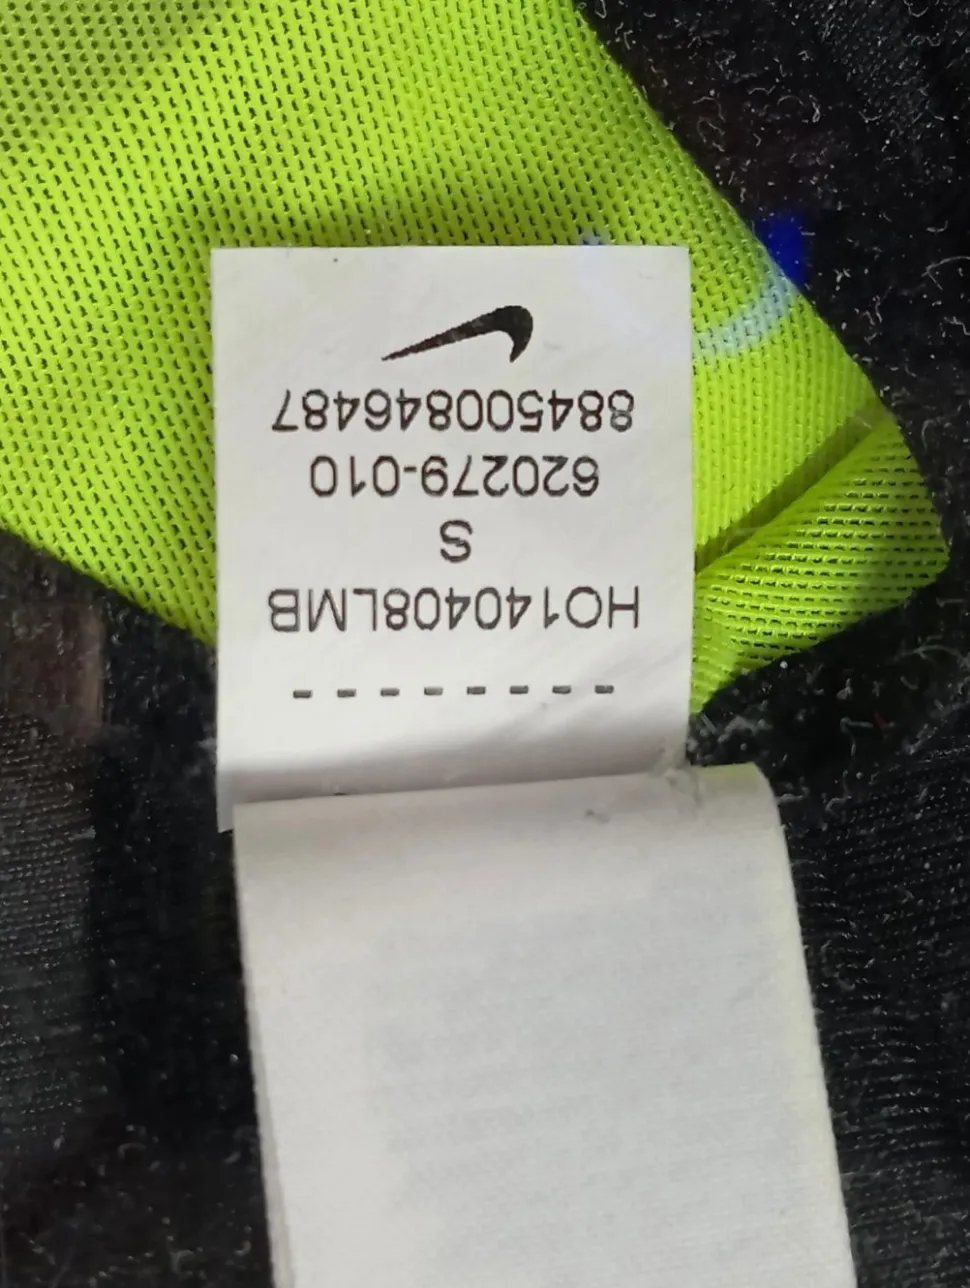 - - - - - - - -
HO140408LMB
S
620279-010
884500846487